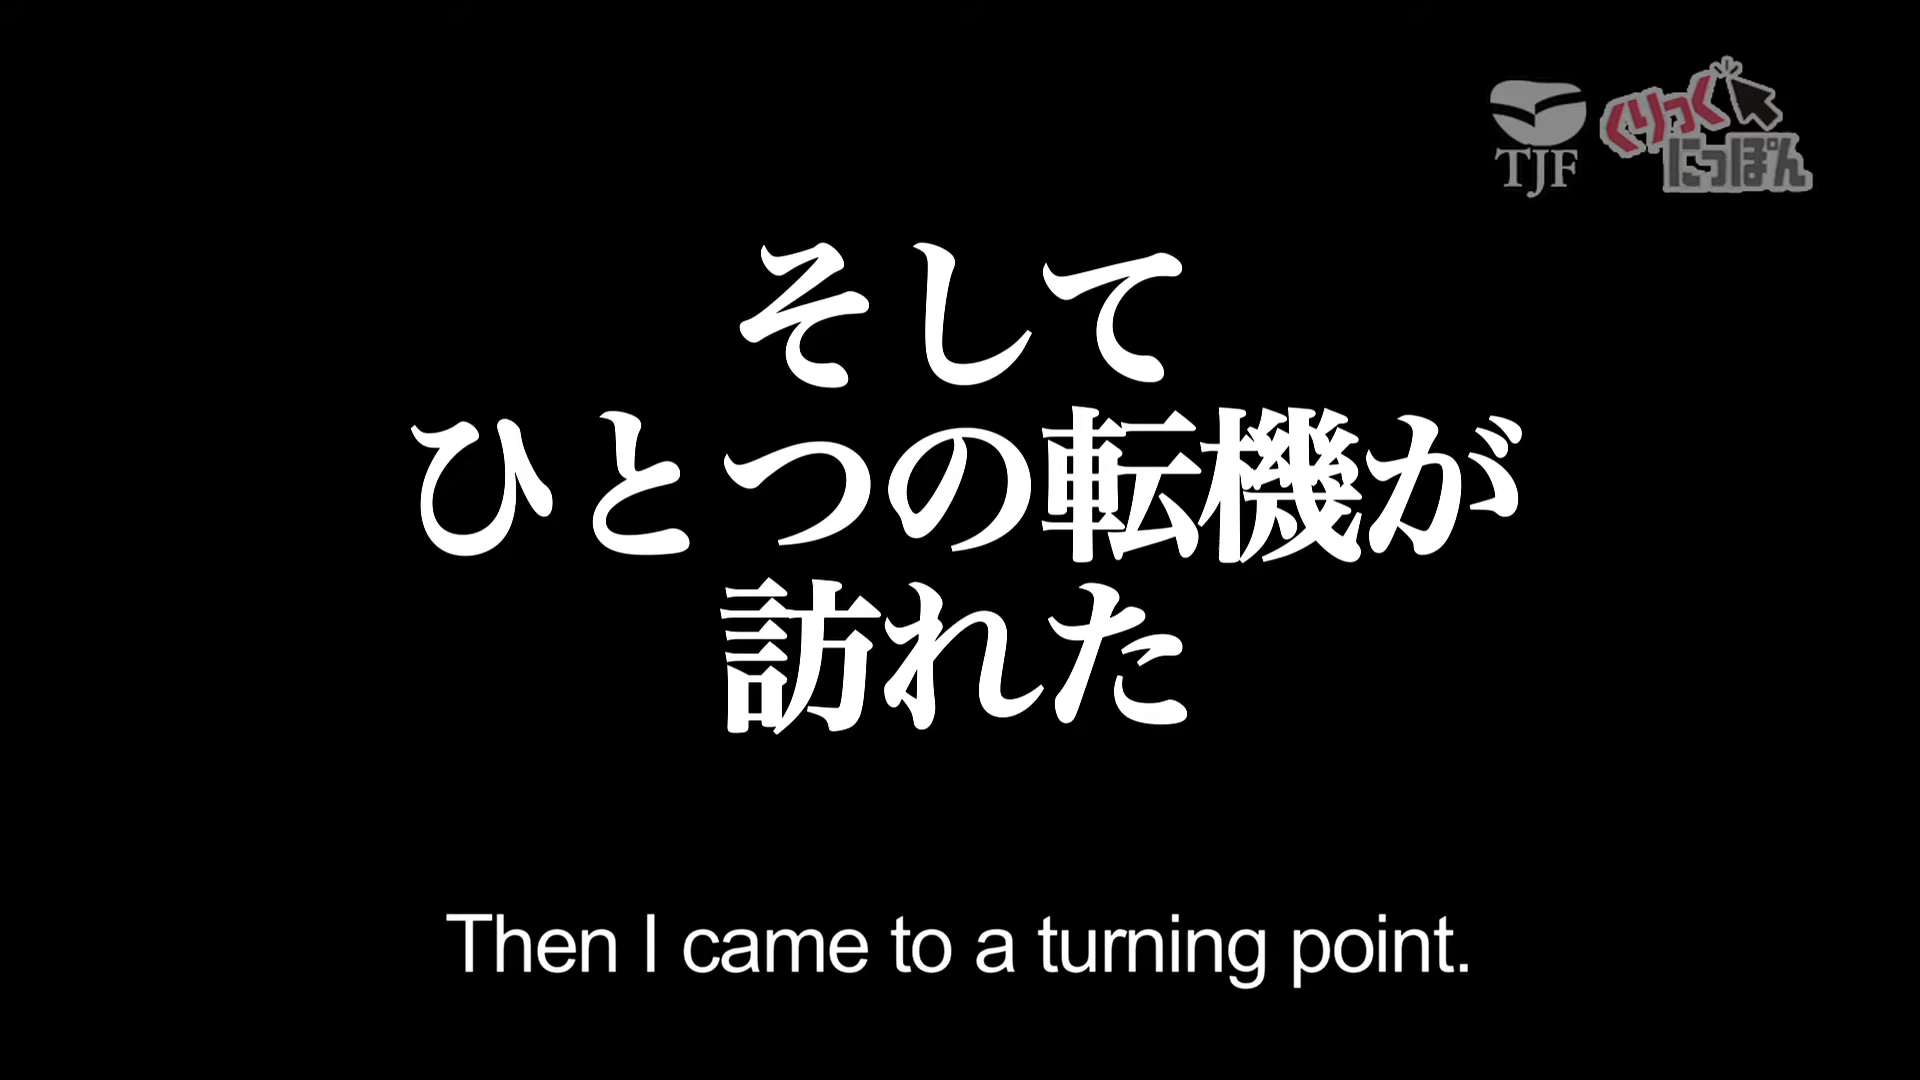 TJF
くりっく
にっぽん
そして
ひとつの転機が
訪れた
Then I came to a turning point.